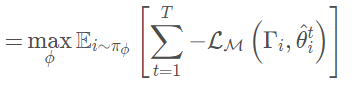 $= \max_{\phi} \mathbb{E}_{i \sim \pi_{\phi}} \left[ \sum_{t=1}^{T} -\mathcal{L}_{\mathcal{M}} \left( \Gamma_i, \hat{\theta}_i^t \right) \right]$